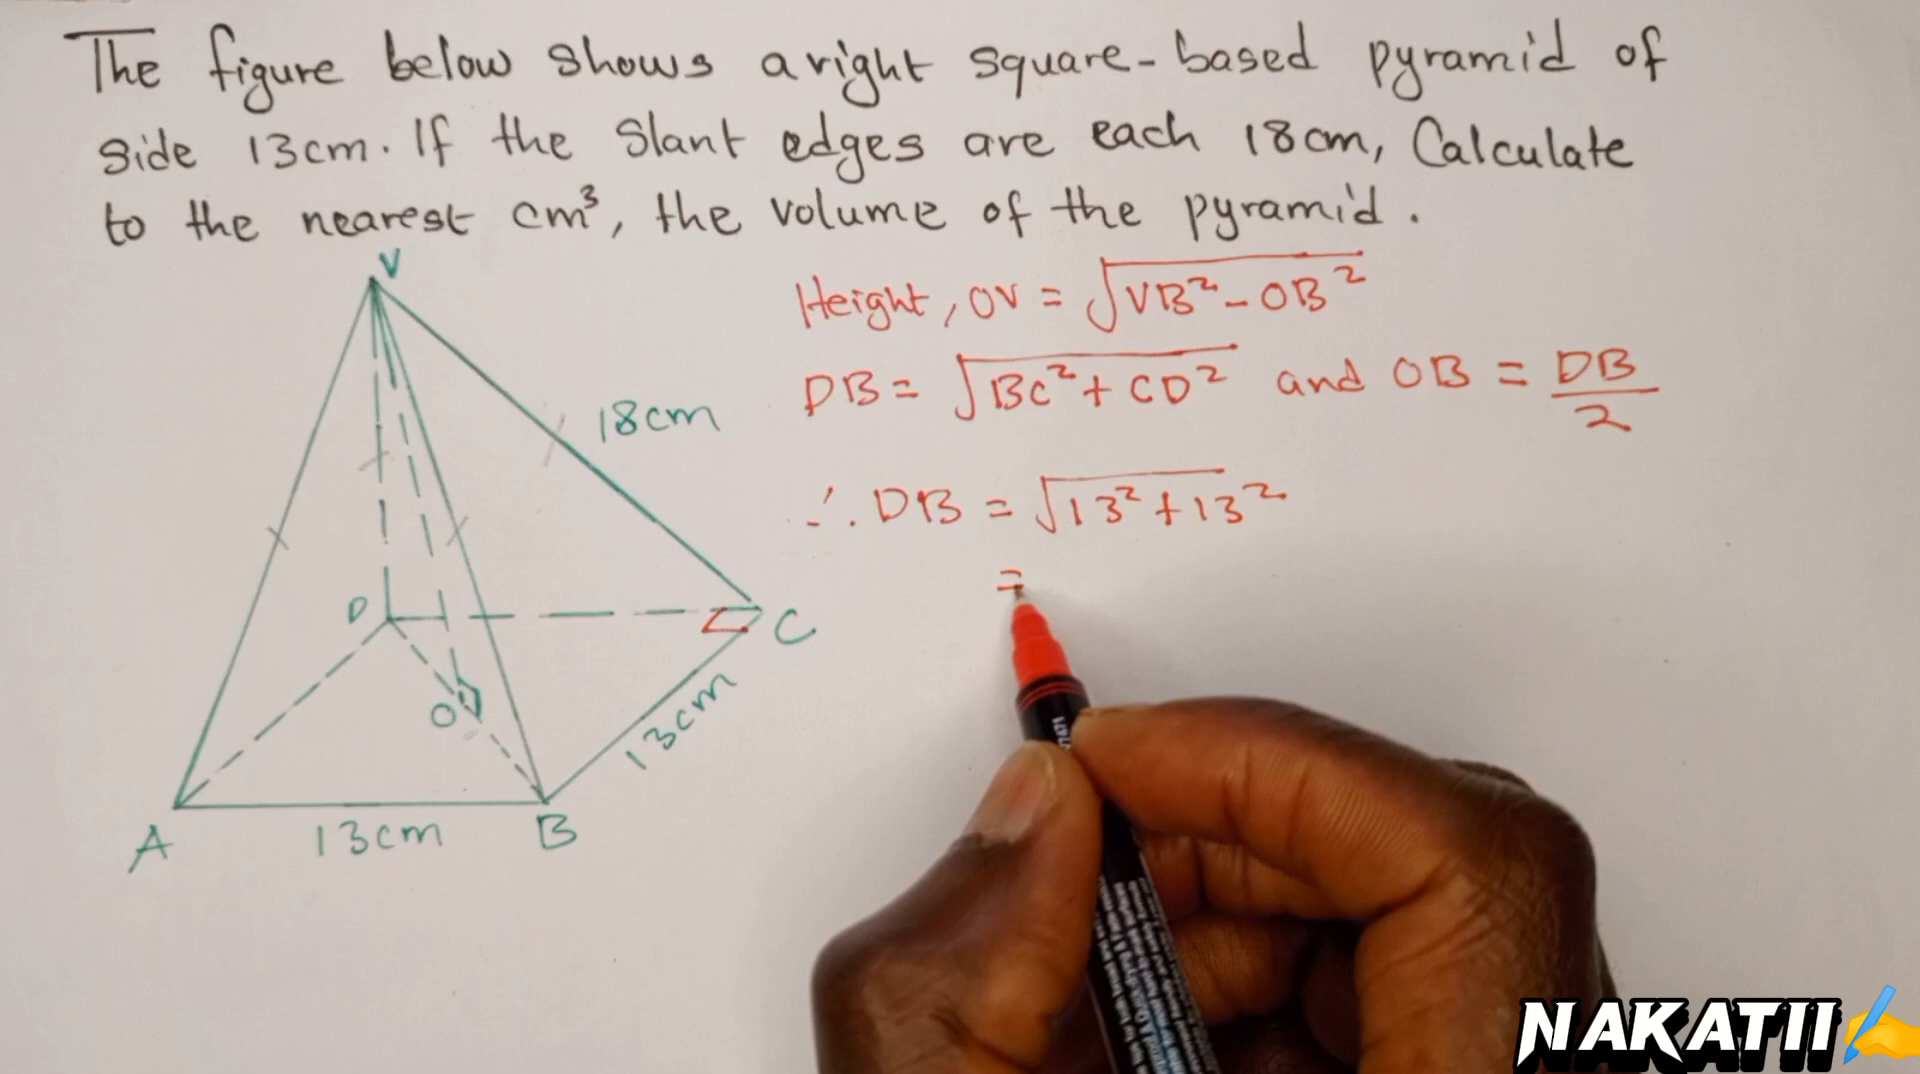 The figure below shows a right square-based pyramid of
side 13cm. If the slant edges are each 18cm, Calculate
to the nearest cm³, the volume of the pyramid.
V
Height, OV = √VB² - OB²
DB = √BC² + CD² and OB = DB/2
18cm
∴ DB = √13² + 13²
=
D
C
O
13cm
A
13cm
B
NAKATII